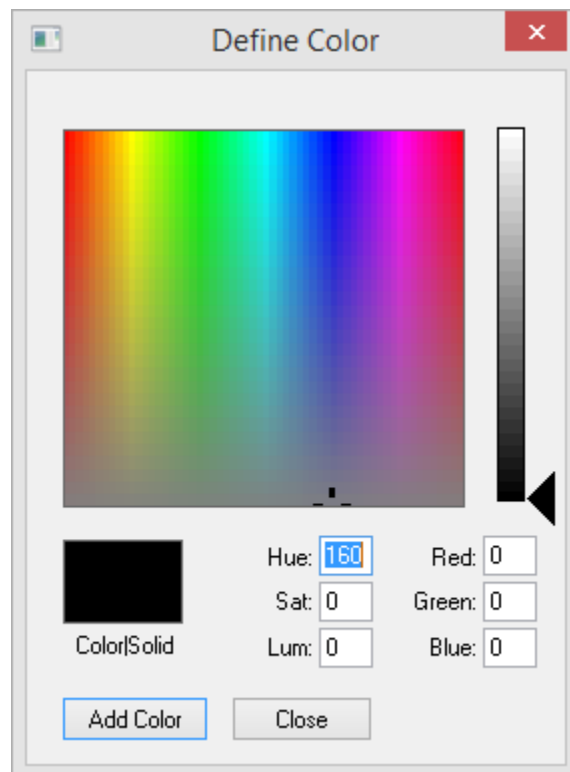 Define Color
Hue: 160 Red: 0
Sat: 0 Green: 0
Color|Solid Lum: 0 Blue: 0
Add Color Close